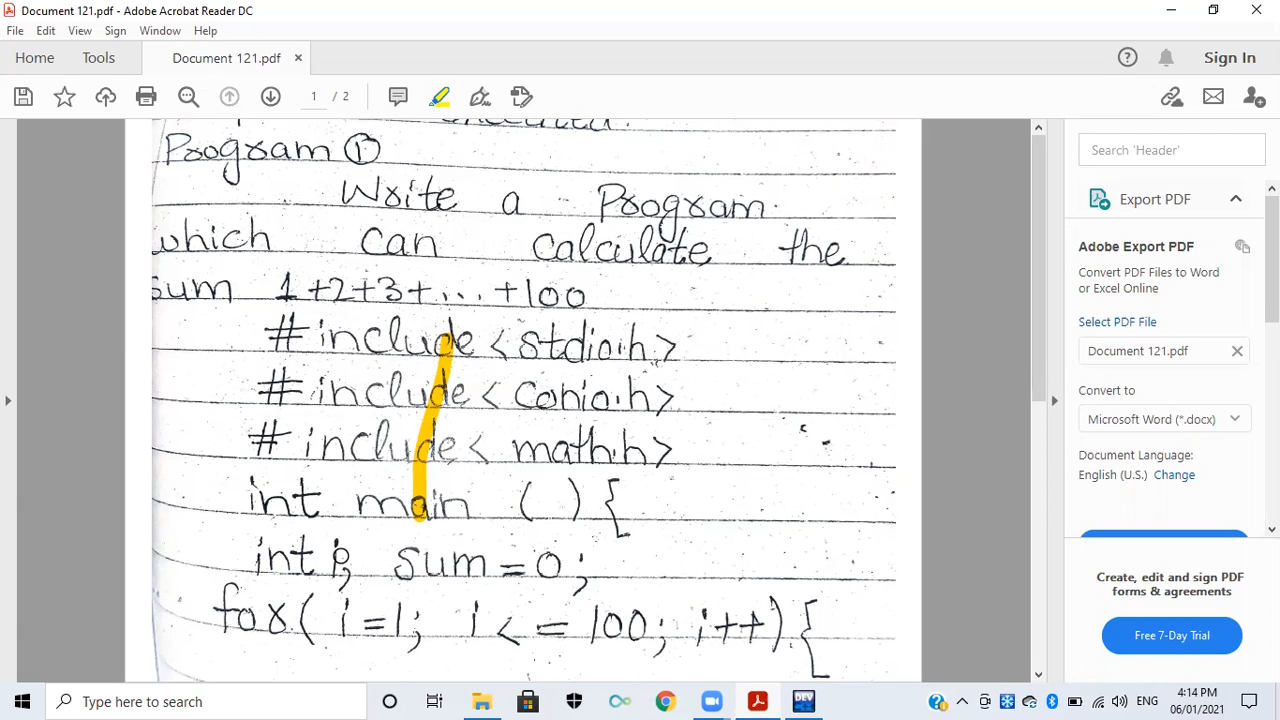 Document 121.pdf - Adobe Acrobat Reader DC
File Edit View Sign Window Help
Home Tools Document 121.pdf × Sign In
1 / 2
Program ①
Write a Program.
which can calculate the
sum 1+2+3+... +100
# include <stdio.h>
# include < conio.h>
# include < math.h>
int main ( ) {
int i, sum = 0 ;
for( i =1; i < = 100; i++) {
Search 'Header'
Export PDF
Adobe Export PDF
Convert PDF Files to Word
or Excel Online
Select PDF File
Document 121.pdf ×
Convert to
Microsoft Word (*.docx)
Document Language:
English (U.S.) Change
Create, edit and sign PDF
forms & agreements
Free 7-Day Trial
Type here to search
DEV
ENG
4:14 PM
06/01/2021